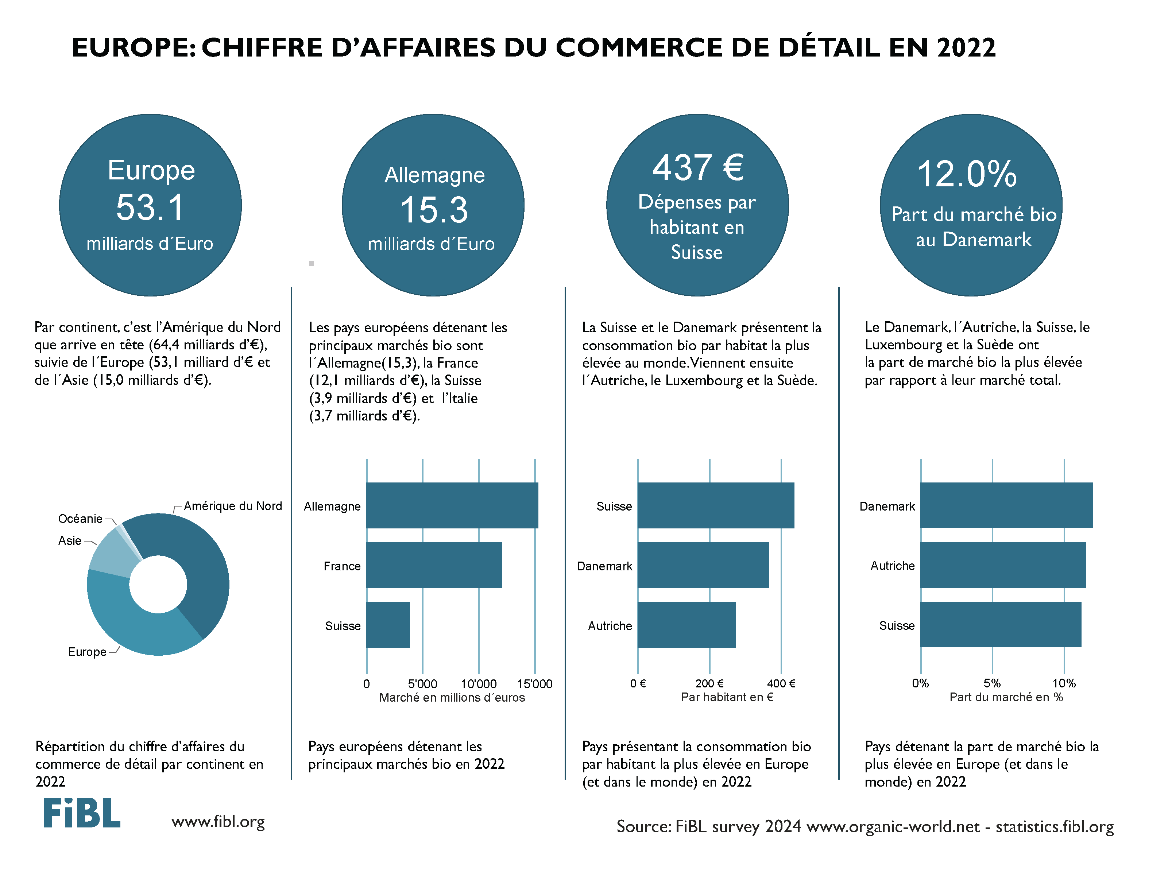 EUROPE: CHIFFRE D’AFFAIRES DU COMMERCE DE DÉTAIL EN 2022
Europe
53.1
milliards d´Euro
Allemagne
15.3
milliards d´Euro
437 €
Dépenses par
habitant en
Suisse
12.0%
Part du marché bio
au Danemark
Par continent, c’est l’Amérique du Nord
que arrive en tête (64,4 milliards d’€),
suivie de l´Europe (53,1 milliard d’€ et
de l´Asie (15,0 milliards d’€).
Les pays européens détenant les
principaux marchés bio sont
l´Allemagne(15,3), la France
(12,1 milliards d’€), la Suisse
(3,9 milliards d’€) et l’Italie
(3,7 milliards d’€).
La Suisse et le Danemark présentent la
consommation bio par habitat la plus
élevée au monde. Viennent ensuite
l´Autriche, le Luxembourg et la Suède.
Le Danemark, l´Autriche, la Suisse, le
Luxembourg et la Suède ont
la part de marché bio la plus élevée
par rapport à leur marché total.
Amérique du Nord
Océanie
Asie
Europe
Allemagne
France
Suisse
0 5'000 10'000 15'000
Marché en millions d´euros
Suisse
Danemark
Autriche
0 € 200 € 400 €
Par habitant en €
Danemark
Autriche
Suisse
0% 5% 10%
Part du marché en %
Répartition du chiffre d’affaires du
commerce de détail par continent en
2022
Pays européens détenant les
principaux marchés bio en 2022
Pays présentant la consommation bio
par habitant la plus élevée en Europe
(et dans le monde) en 2022
Pays détenant la part de marché bio la
plus élevée en Europe (et dans le
monde) en 2022
FiBL
www.fibl.org
Source: FiBL survey 2024 www.organic-world.net - statistics.fibl.org